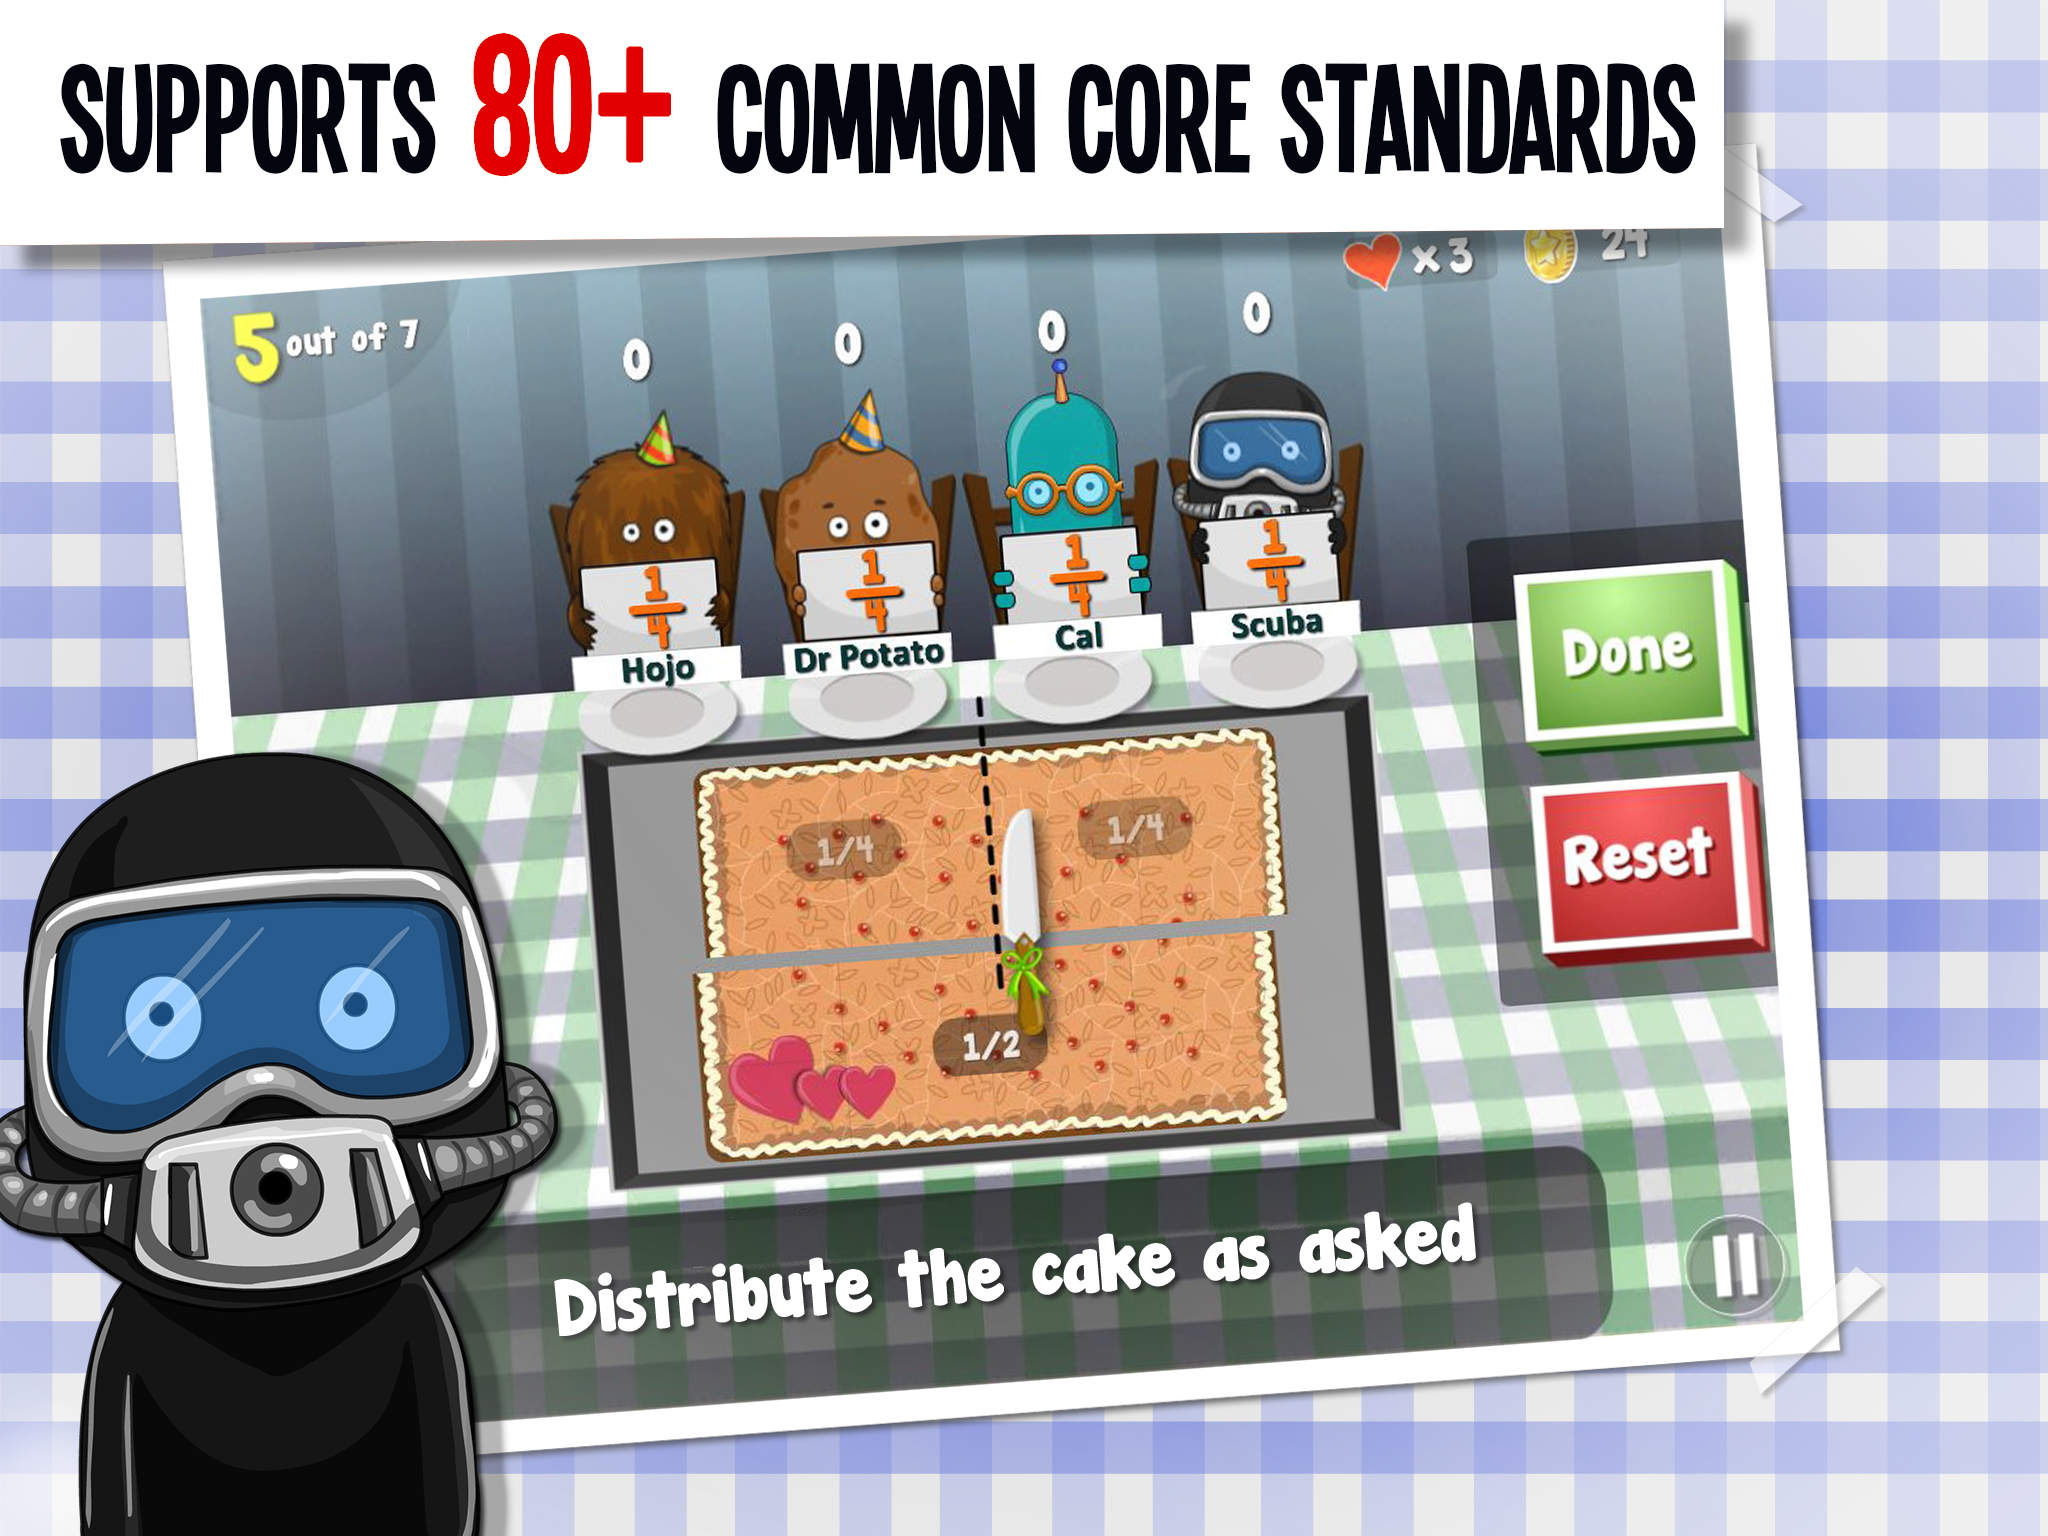 SUPPORTS 80+ COMMON CORE STANDARDS
x 3
24
5 out of 7
0
0
0
0
1/4
1/4
1/4
1/4
Hojo
Dr Potato
Cal
Scuba
Done
Reset
1/4
1/4
1/2
Distribute the cake as asked